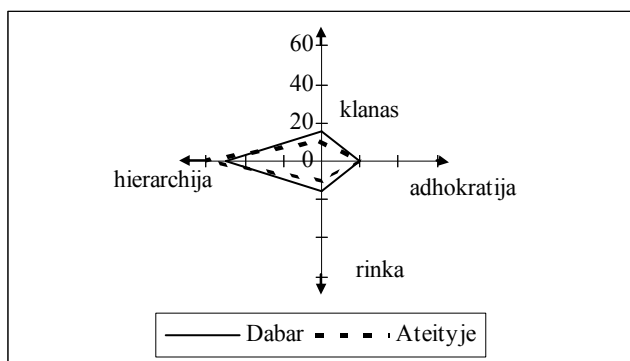 60
40
klanas
20
0
hierarchija
adhokratija
rinka
Dabar
Ateityje